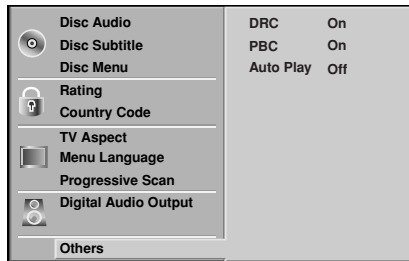 Disc Audio
Disc Subtitle
Disc Menu
Rating
Country Code
TV Aspect
Menu Language
Progressive Scan
Digital Audio Output
Others
DRC On
PBC On
Auto Play Off